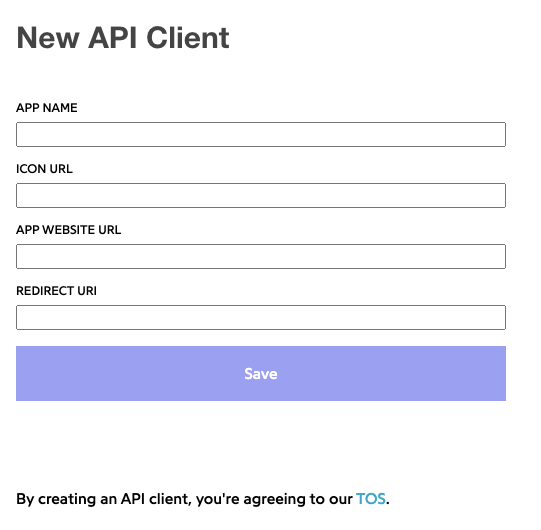 New API Client
APP NAME
ICON URL
APP WEBSITE URL
REDIRECT URI
Save
By creating an API client, you're agreeing to our TOS.